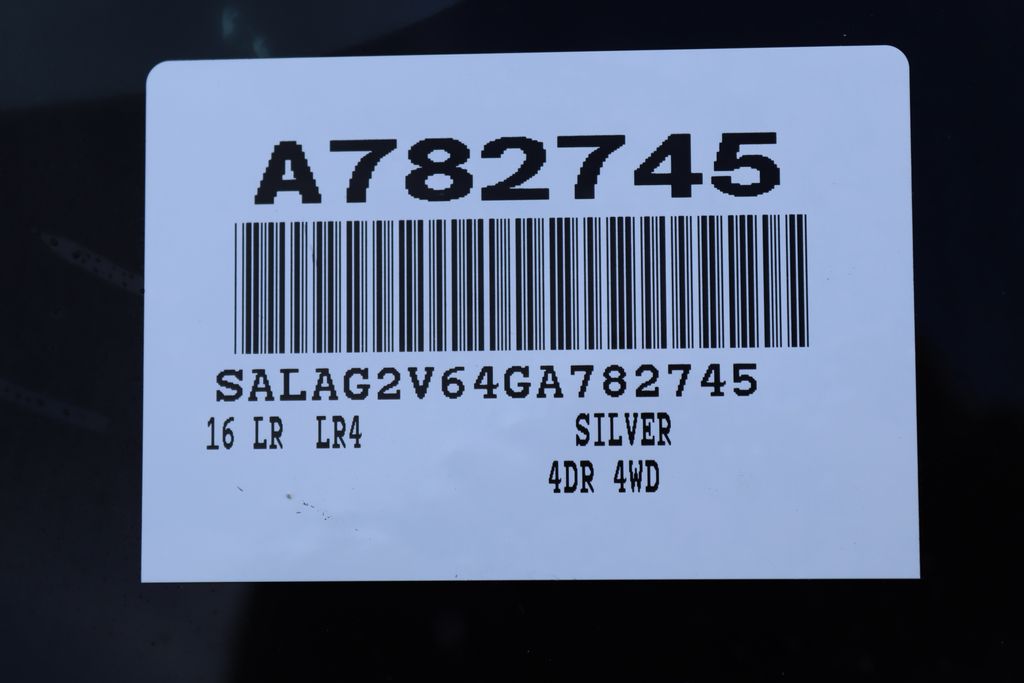 A782745
SALAG2V64GA782745
16 LR LR4 SILVER
4DR 4WD